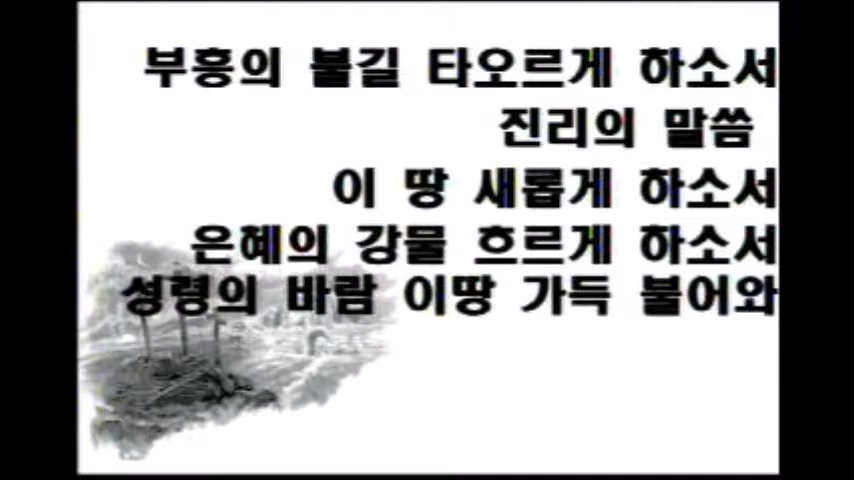 부흥의 불길 타오르게 하소서
진리의 말씀
이 땅 새롭게 하소서
은혜의 강물 흐르게 하소서
성령의 바람 이땅 가득 불어와